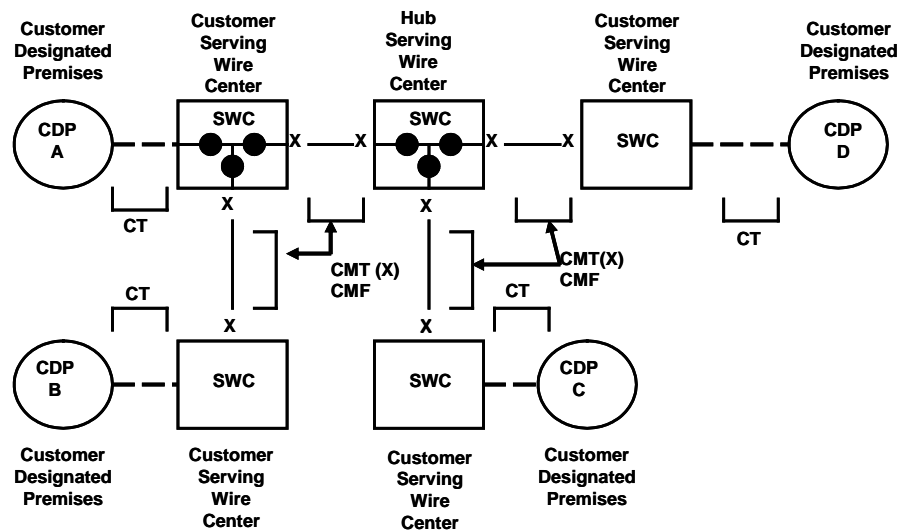 Customer
Designated
Premises
Customer
Serving
Wire
Center
Hub
Serving
Wire
Center
Customer
Serving
Wire
Center
Customer
Designated
Premises
CDP
A
SWC
X
X
SWC
X
X
SWC
CDP
D
X
X
CT
CT
CMT (X)
CMF
CMT(X)
CMF
CT
CT
X
X
CDP
B
SWC
SWC
CDP
C
Customer
Designated
Premises
Customer
Serving
Wire
Center
Customer
Serving
Wire
Center
Customer
Designated
Premises